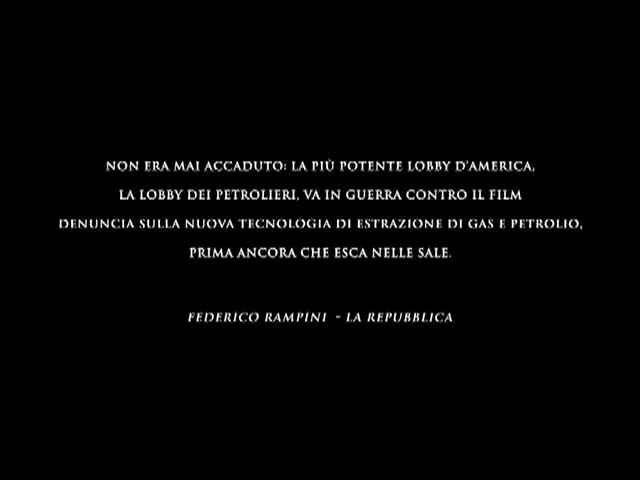 NON ERA MAI ACCADUTO: LA PIÙ POTENTE LOBBY D'AMERICA,
LA LOBBY DEI PETROLIERI, VA IN GUERRA CONTRO IL FILM
DENUNCIA SULLA NUOVA TECNOLOGIA DI ESTRAZIONE DI GAS E PETROLIO,
PRIMA ANCORA CHE ESCA NELLE SALE.
FEDERICO RAMPINI - LA REPUBBLICA